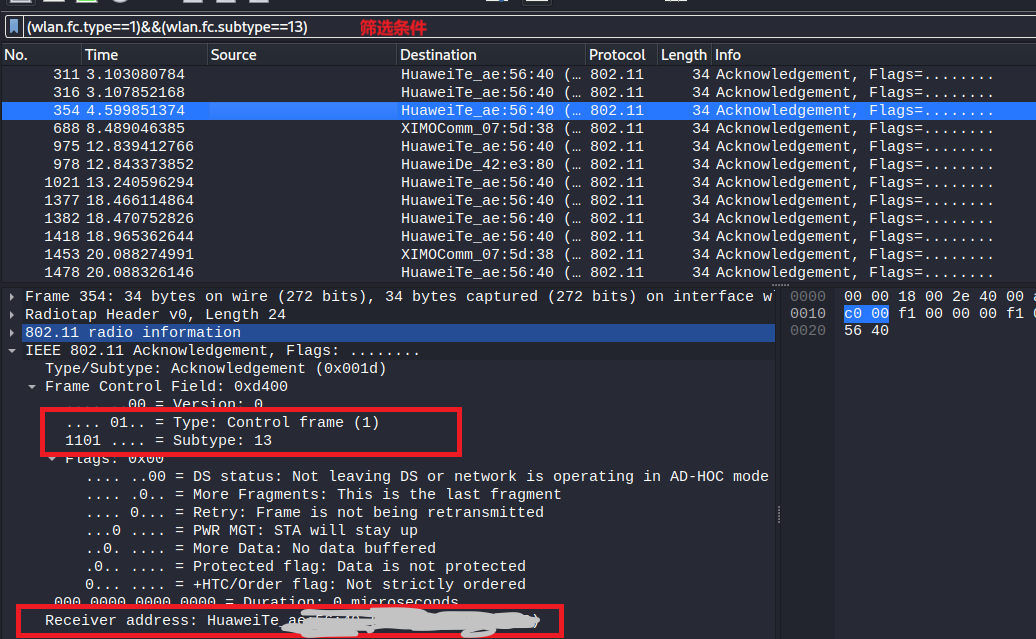 (wlan.fc.type==1)&&(wlan.fc.subtype==13) 筛选条件
No. Time Source Destination Protocol Length Info
311 3.103080784 HuaweiTe_ae:56:40 (… 802.11 34 Acknowledgement, Flags=........
316 3.107852168 HuaweiTe_ae:56:40 (… 802.11 34 Acknowledgement, Flags=........
354 4.599851374 HuaweiTe_ae:56:40 (… 802.11 34 Acknowledgement, Flags=........
688 8.489046385 XIMOComm_07:5d:38 (… 802.11 34 Acknowledgement, Flags=........
975 12.839412766 HuaweiTe_ae:56:40 (… 802.11 34 Acknowledgement, Flags=........
978 12.843373852 HuaweiDe_42:e3:80 (… 802.11 34 Acknowledgement, Flags=........
1021 13.240596294 HuaweiTe_ae:56:40 (… 802.11 34 Acknowledgement, Flags=........
1377 18.466114864 HuaweiTe_ae:56:40 (… 802.11 34 Acknowledgement, Flags=........
1382 18.470752826 HuaweiTe_ae:56:40 (… 802.11 34 Acknowledgement, Flags=........
1418 18.965362644 HuaweiTe_ae:56:40 (… 802.11 34 Acknowledgement, Flags=........
1453 20.088274991 XIMOComm_07:5d:38 (… 802.11 34 Acknowledgement, Flags=........
1478 20.088326146 HuaweiTe_ae:56:40 (… 802.11 34 Acknowledgement, Flags=........
Frame 354: 34 bytes on wire (272 bits), 34 bytes captured (272 bits) on interface
Radiotap Header v0, Length 24
802.11 radio information
IEEE 802.11 Acknowledgement, Flags: ........
Type/Subtype: Acknowledgement (0x001d)
Frame Control Field: 0xd400
.... ..00 = Version: 0
.... 01.. = Type: Control frame (1)
1101 .... = Subtype: 13
Flags: 0x00
.... ..00 = DS status: Not leaving DS or network is operating in AD-HOC mode
.... .0.. = More Fragments: This is the last fragment
.... 0... = Retry: Frame is not being retransmitted
...0 .... = PWR MGT: STA will stay up
..0. .... = More Data: No data buffered
.0.. .... = Protected flag: Data is not protected
0... .... = +HTC/Order flag: Not strictly ordered
.000 0000 0000 0000 = Duration: 0 microseconds
Receiver address: HuaweiTe_ae
0000 00 00 18 00 2e 40 00
0010 c0 00 f1 00 00 00 f1
0020 56 40